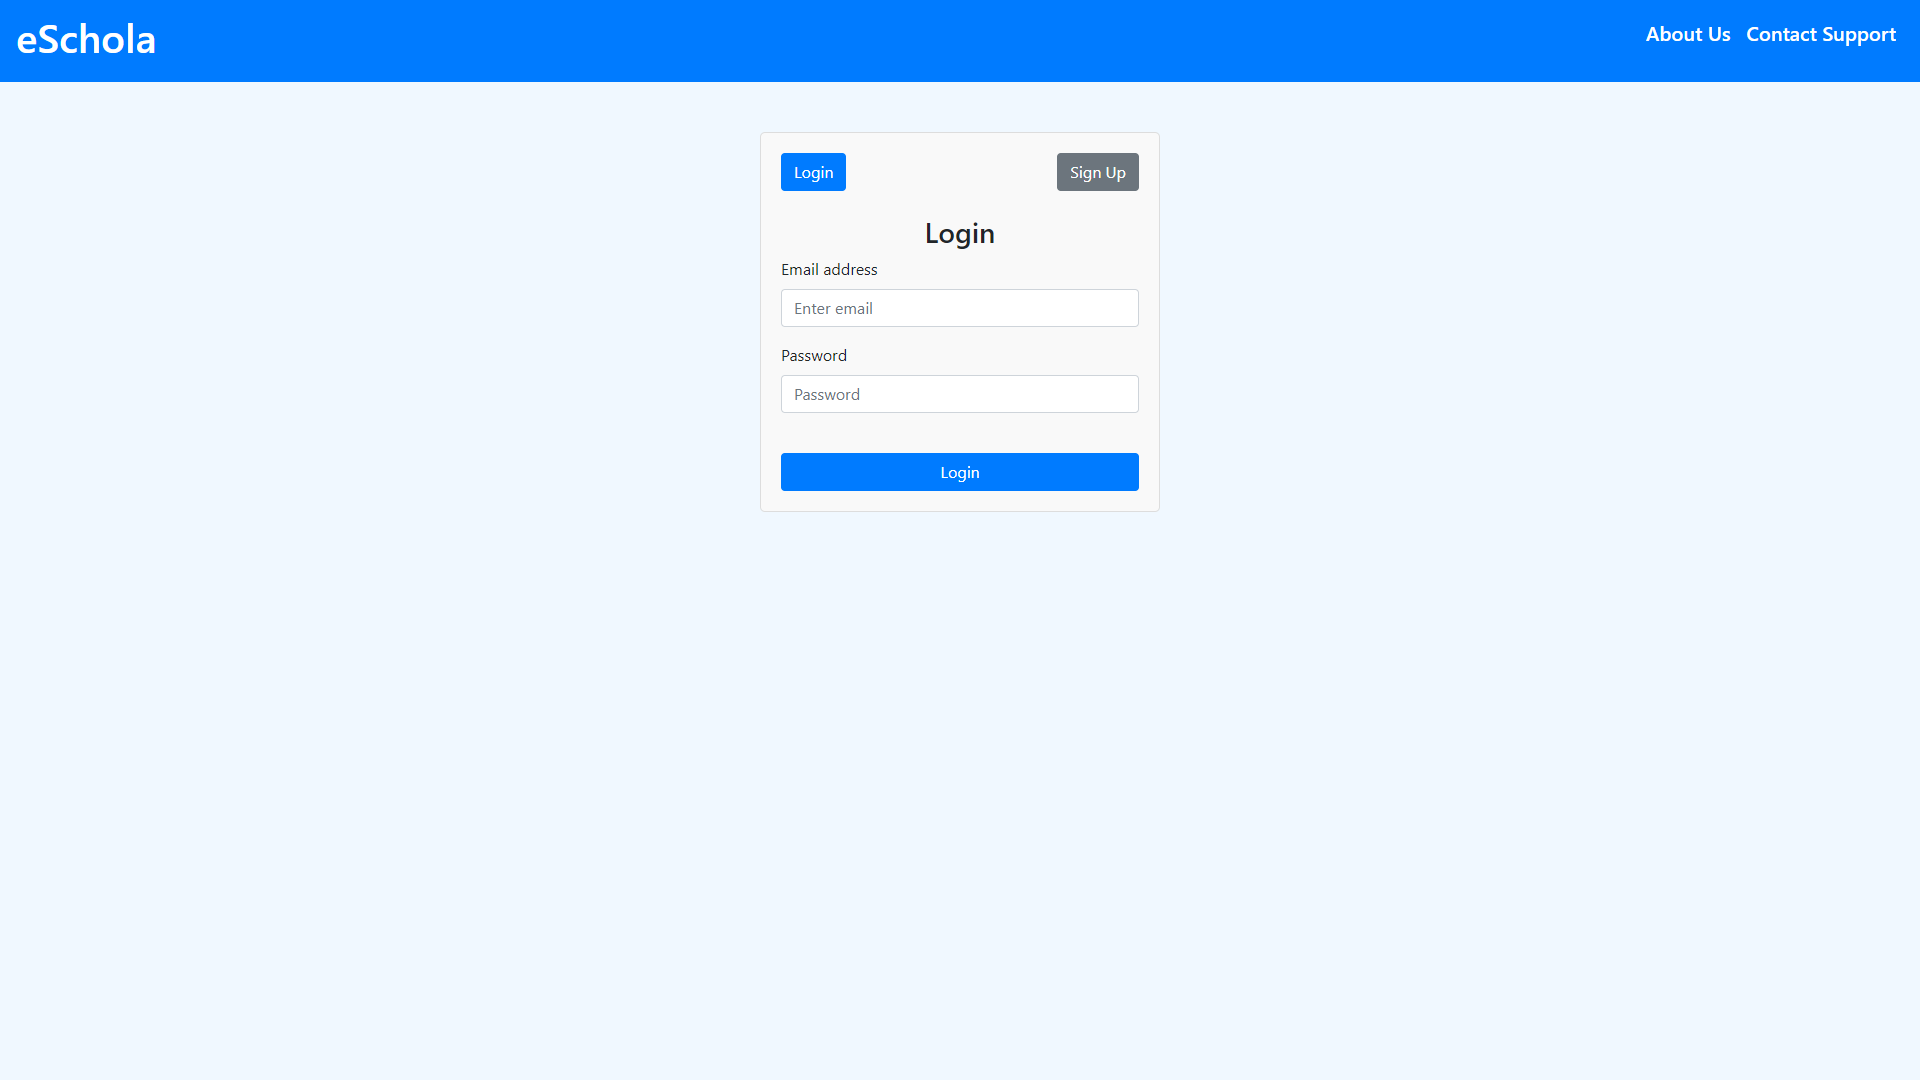 eSchola
About Us Contact Support
Login Sign Up
Login
Email address
Enter email
Password
Password
Login